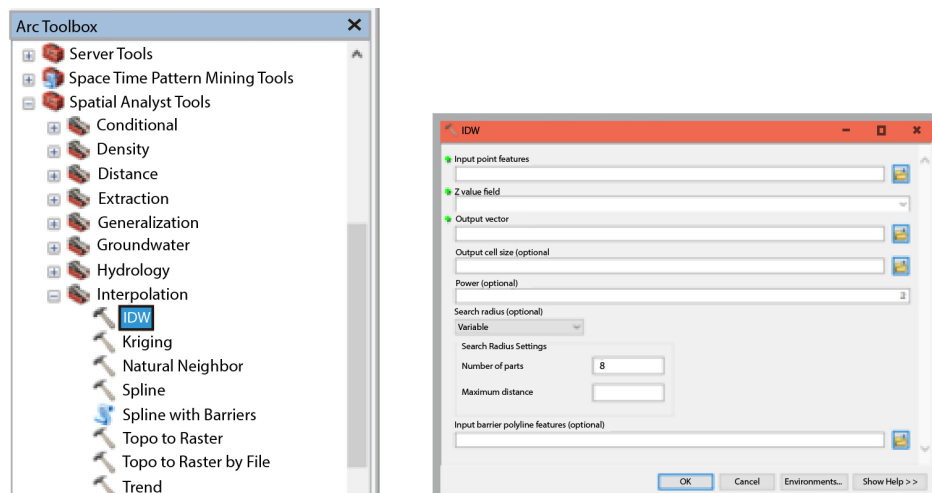 Arc Toolbox
Server Tools
Space Time Pattern Mining Tools
Spatial Analyst Tools
Conditional
Density
Distance
Extraction
Generalization
Groundwater
Hydrology
Interpolation
IDW
Kriging
Natural Neighbor
Spline
Spline with Barriers
Topo to Raster
Topo to Raster by File
Trend
IDW
Input point features
Z value field
Output vector
Output cell size (optional
Power (optional)
2
Search radius (optional)
Variable
Search Radius Settings
Number of parts 8
Maximum distance
Input barrier polyline features (optional)
OK Cancel Environments... Show Help >>